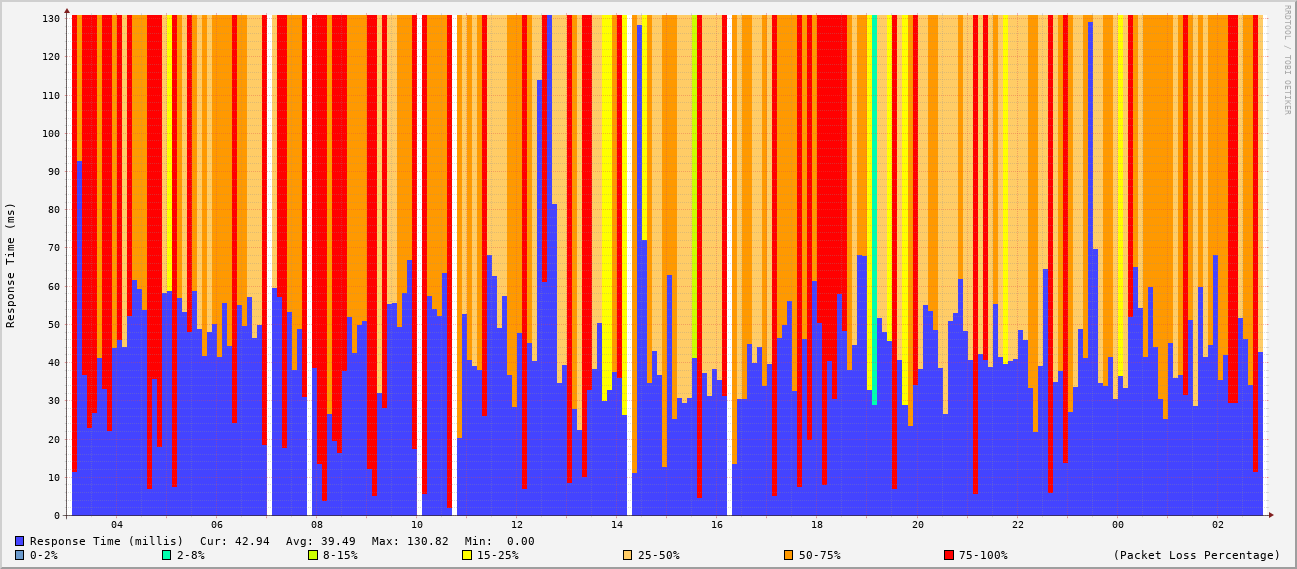 RRDTOOL / TOBI OETIKER
Response Time (ms)
130
120
110
100
90
80
70
60
50
40
30
20
10
0
04 06 08 10 12 14 16 18 20 22 00 02
Response Time (millis) Cur: 42.94 Avg: 39.49 Max: 130.82 Min: 0.00
0-2% 2-8% 8-15% 15-25% 25-50% 50-75% 75-100% (Packet Loss Percentage)